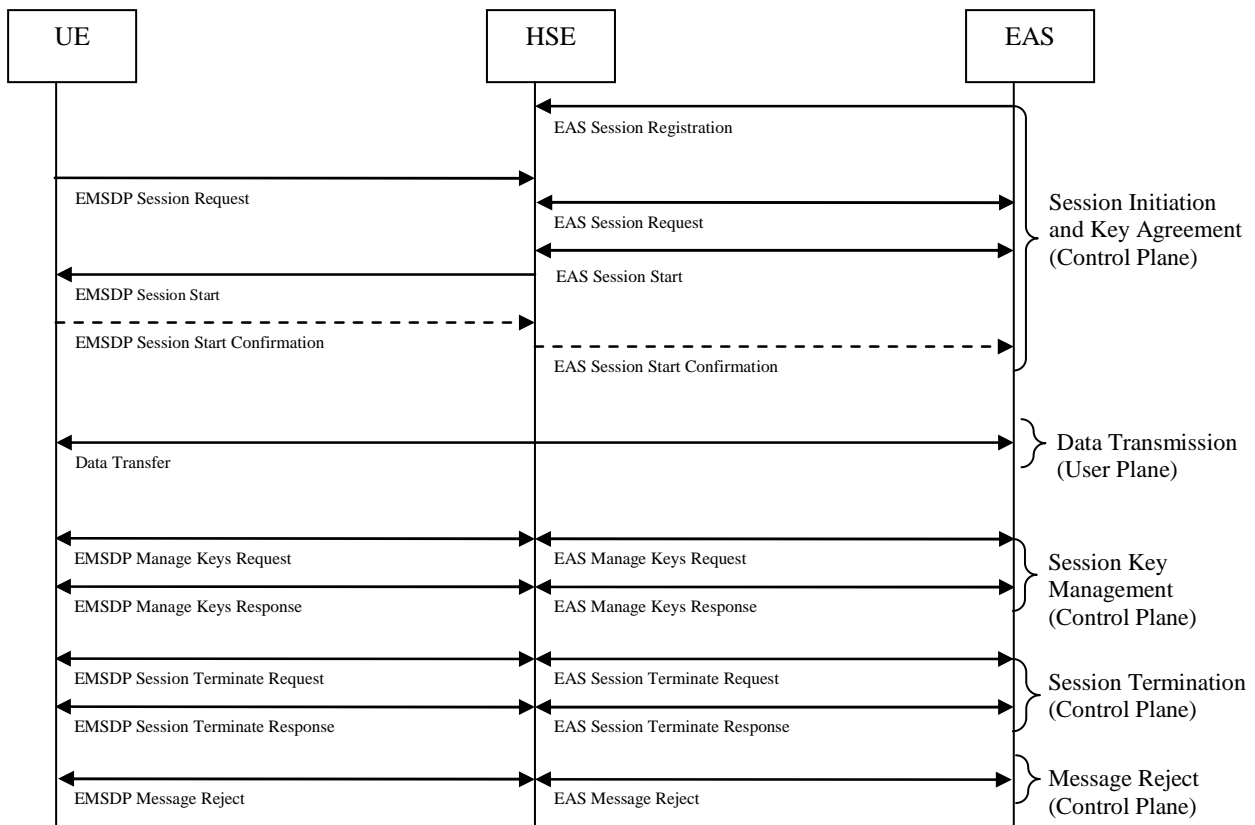 UE
HSE
EAS
EAS Session Registration
EMSDP Session Request
EAS Session Request
Session Initiation
and Key Agreement
(Control Plane)
EAS Session Start
EMSDP Session Start
EMSDP Session Start Confirmation
EAS Session Start Confirmation
Data Transfer
Data Transmission
(User Plane)
EMSDP Manage Keys Request
EAS Manage Keys Request
EMSDP Manage Keys Response
EAS Manage Keys Response
Session Key
Management
(Control Plane)
EMSDP Session Terminate Request
EAS Session Terminate Request
EMSDP Session Terminate Response
EAS Session Terminate Response
Session Termination
(Control Plane)
EMSDP Message Reject
EAS Message Reject
Message Reject
(Control Plane)